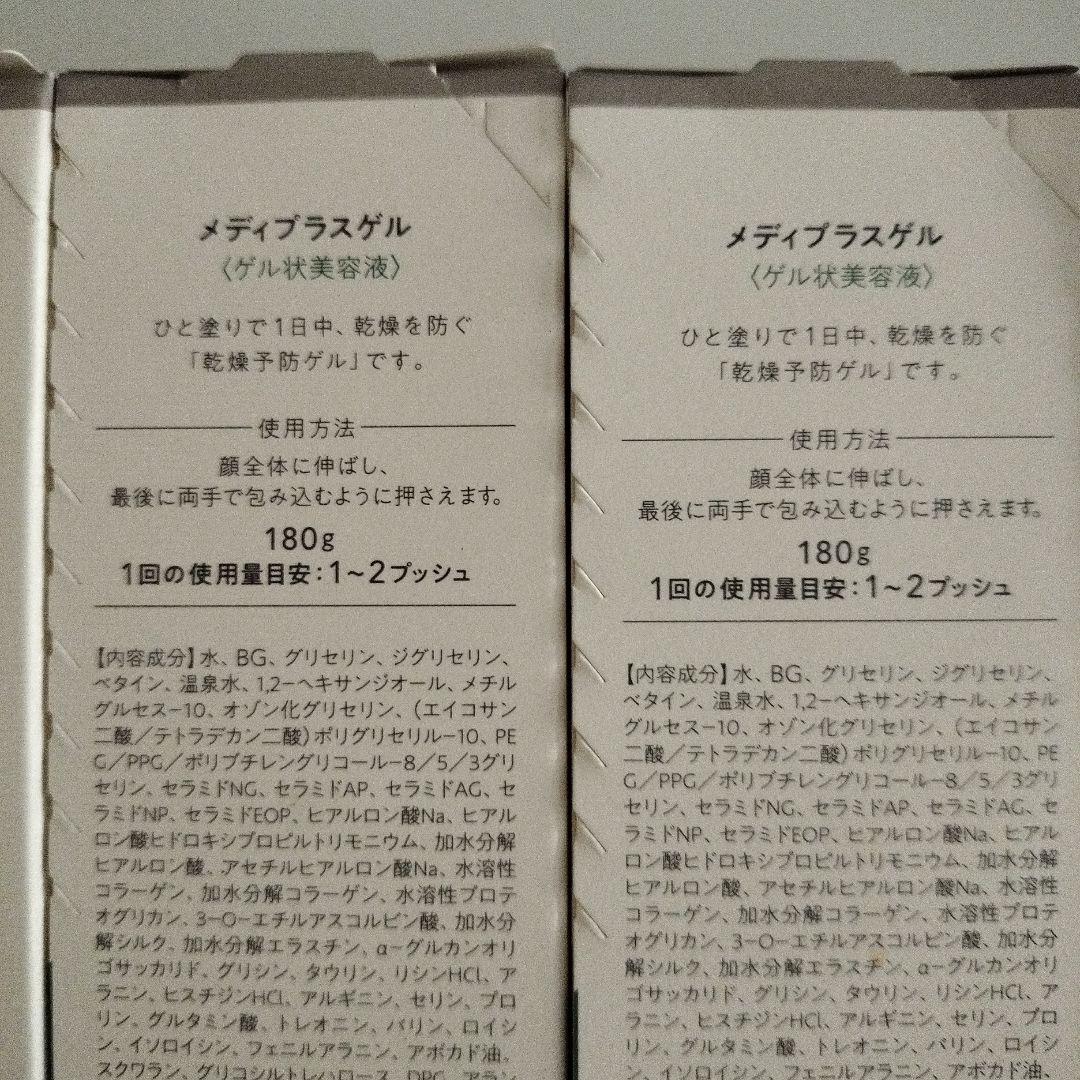 メディプラスゲル
〈ゲル状美容液〉
ひと塗りで1日中、乾燥を防ぐ
「乾燥予防ゲル」です。
使用方法
顔全体に伸ばし、
最後に両手で包み込むように押さえます。
180g
1回の使用量目安：1〜2プッシュ
【内容成分】水、BG、グリセリン、ジグリセリン、
ベタイン、温泉水、1,2−ヘキサンジオール、メチル
グルセス−10、オゾン化グリセリン、（エイコサン
二酸／テトラデカン二酸）ポリグリセリル−10、PE
G／PPG／ポリブチレングリコール−8／5／3グリ
セリン、セラミドNG、セラミドAP、セラミドAG、セ
ラミドNP、セラミドEOP、ヒアルロン酸Na、ヒアル
ロン酸ヒドロキシプロピルトリモニウム、加水分解
ヒアルロン酸、アセチルヒアルロン酸Na、水溶性
コラーゲン、加水分解コラーゲン、水溶性プロテ
オグリカン、3−O−エチルアスコルビン酸、加水分
解シルク、加水分解エラスチン、α−グルカンオリ
ゴサッカリド、グリシン、タウリン、リシンHCl、ア
ラニン、ヒスチジンHCl、アルギニン、セリン、プロ
リン、グルタミン酸、トレオニン、バリン、ロイシ
ン、イソロイシン、フェニルアラニン、アボカド油、
スクワラン、グリコシルトレハロース、DPG、アラン
メディプラスゲル
〈ゲル状美容液〉
ひと塗りで1日中、乾燥を防ぐ
「乾燥予防ゲル」です。
使用方法
顔全体に伸ばし、
最後に両手で包み込むように押さえます。
180g
1回の使用量目安：1〜2プッシュ
【内容成分】水、BG、グリセリン、ジグリセリン、
ベタイン、温泉水、1,2−ヘキサンジオール、メチル
グルセス−10、オゾン化グリセリン、（エイコサン
二酸／テトラデカン二酸）ポリグリセリル−10、PE
G／PPG／ポリブチレングリコール−8／5／3グリ
セリン、セラミドNG、セラミドAP、セラミドAG、セ
ラミドNP、セラミドEOP、ヒアルロン酸Na、ヒアル
ロン酸ヒドロキシプロピルトリモニウム、加水分解
ヒアルロン酸、アセチルヒアルロン酸Na、水溶性
コラーゲン、加水分解コラーゲン、水溶性プロテ
オグリカン、3−O−エチルアスコルビン酸、加水分
解シルク、加水分解エラスチン、α−グルカンオリ
ゴサッカリド、グリシン、タウリン、リシンHCl、ア
ラニン、ヒスチジンHCl、アルギニン、セリン、プロ
リン、グルタミン酸、トレオニン、バリン、ロイシ
ン、イソロイシン、フェニルアラニン、アボカド油、